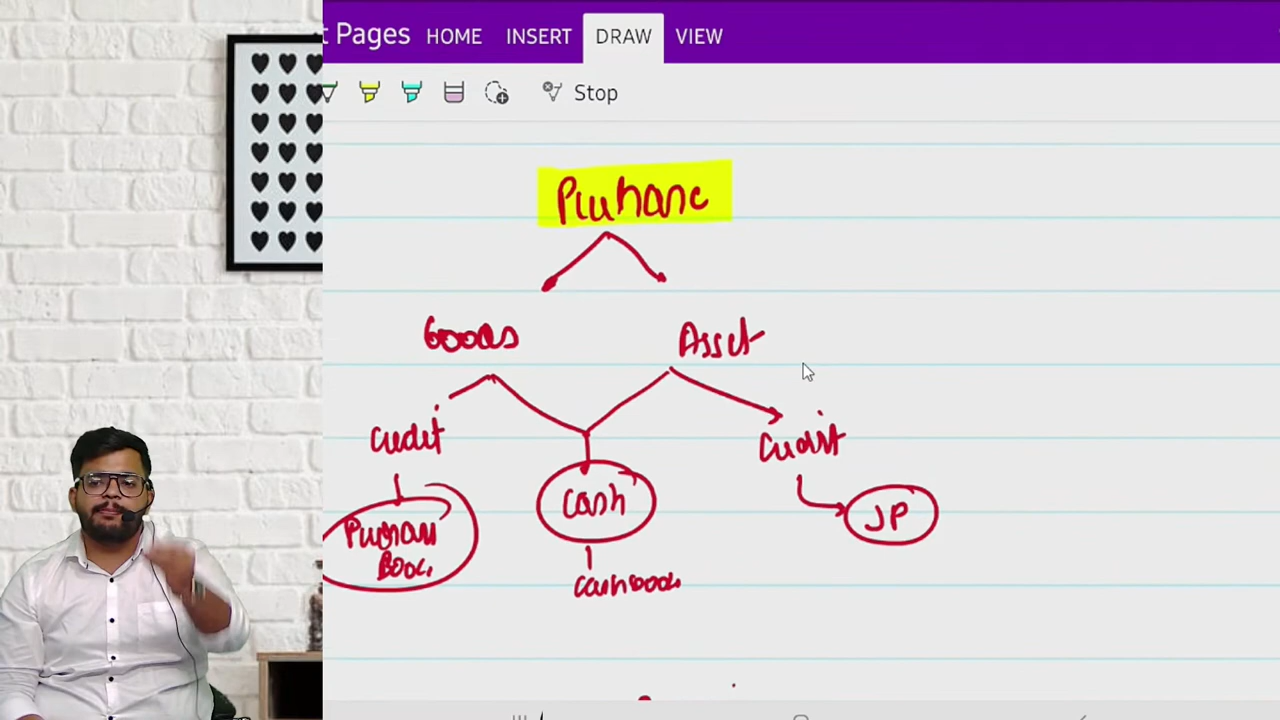 t Pages HOME INSERT DRAW VIEW
Stop
Purchase
Goods Asset
Credit Credit
Cash
Purchase
Book
JP
Cashbook